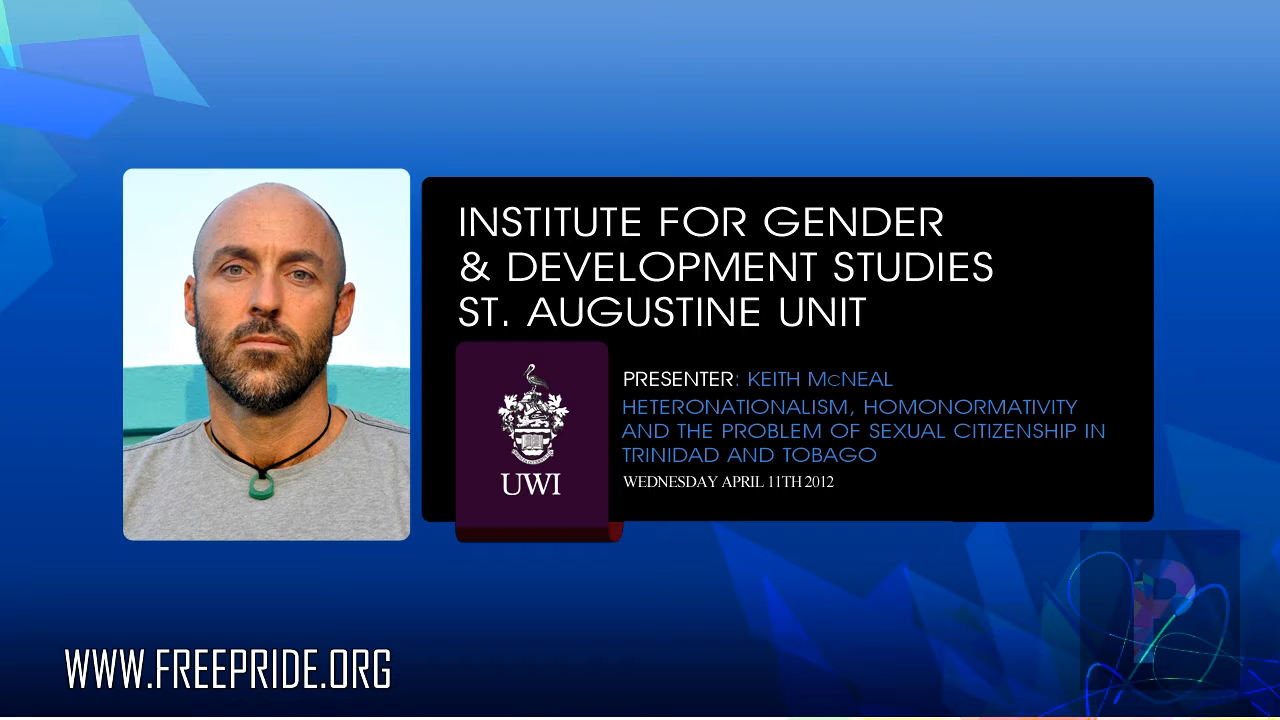 INSTITUTE FOR GENDER
& DEVELOPMENT STUDIES
ST. AUGUSTINE UNIT
PRESENTER: KEITH McNEAL
HETERONATIONALISM, HOMONORMATIVITY
AND THE PROBLEM OF SEXUAL CITIZENSHIP IN
TRINIDAD AND TOBAGO
WEDNESDAY APRIL 11TH 2012
UWI
P
WWW.FREEPRIDE.ORG